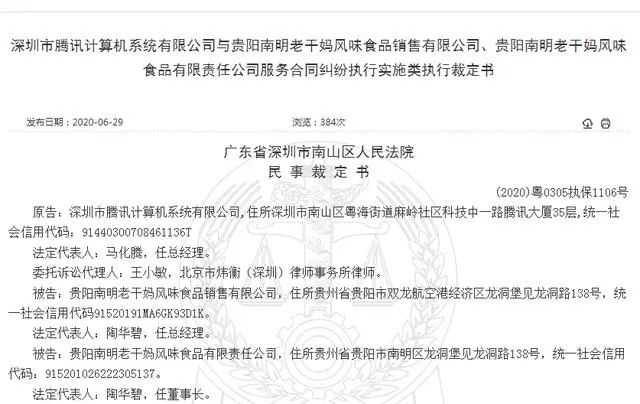 深圳市腾讯计算机系统有限公司与贵阳南明老干妈风味食品销售有限公司、贵阳南明老干妈风味
食品有限责任公司服务合同纠纷执行实施类执行裁定书
发布日期：2020-06-29 浏览：384次
广东省深圳市南山区人民法院
民 事 裁 定 书
(2020)粤0305执保1106号
原告：深圳市腾讯计算机系统有限公司,住所深圳市南山区粤海街道麻岭社区科技中一路腾讯大厦35层,统一社
会信用代码：91440300708461136T
法定代表人：马化腾，任总经理。
委托诉讼代理人：王小敏，北京市炜衡（深圳）律师事务所律师。
被告：贵阳南明老干妈风味食品销售有限公司，住所贵州省贵阳市双龙航空港经济区龙洞堡见龙洞路138号，统
一社会信用代码91520191MA6GK93D1K。
法定代表人：陶华碧，任总经理。
被告：贵阳南明老干妈风味食品有限责任公司，住所贵州省贵阳市南明区龙洞堡见龙洞路138号，统一社会信用
代码：915201026222305137。
法定代表人：陶华碧，任董事长。